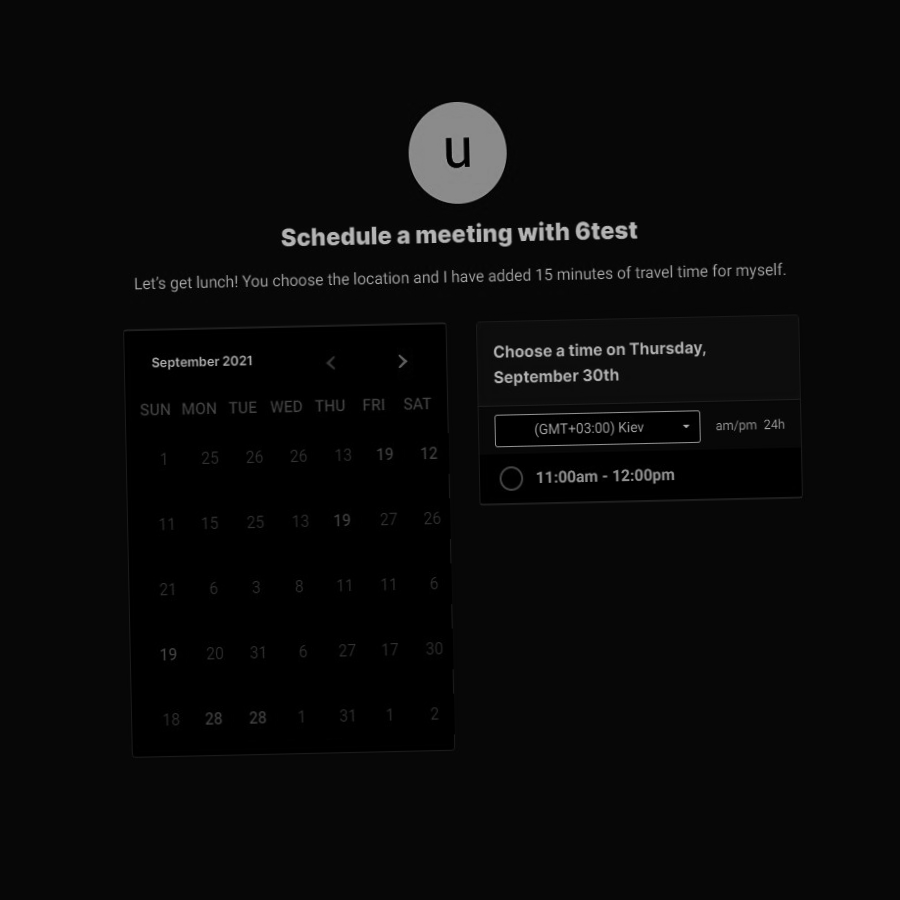 u
Schedule a meeting with 6test
Let's get lunch! You choose the location and I have added 15 minutes of travel time for myself.
September 2021
SUN MON TUE WED THU FRI SAT
1 25 26 26 13 19 12
11 15 25 13 19 27 26
21 6 3 8 11 11 6
19 20 31 6 27 17 30
18 28 28 1 31 1 2
Choose a time on Thursday,
September 30th
(GMT+03:00) Kiev am/pm 24h
11:00am - 12:00pm